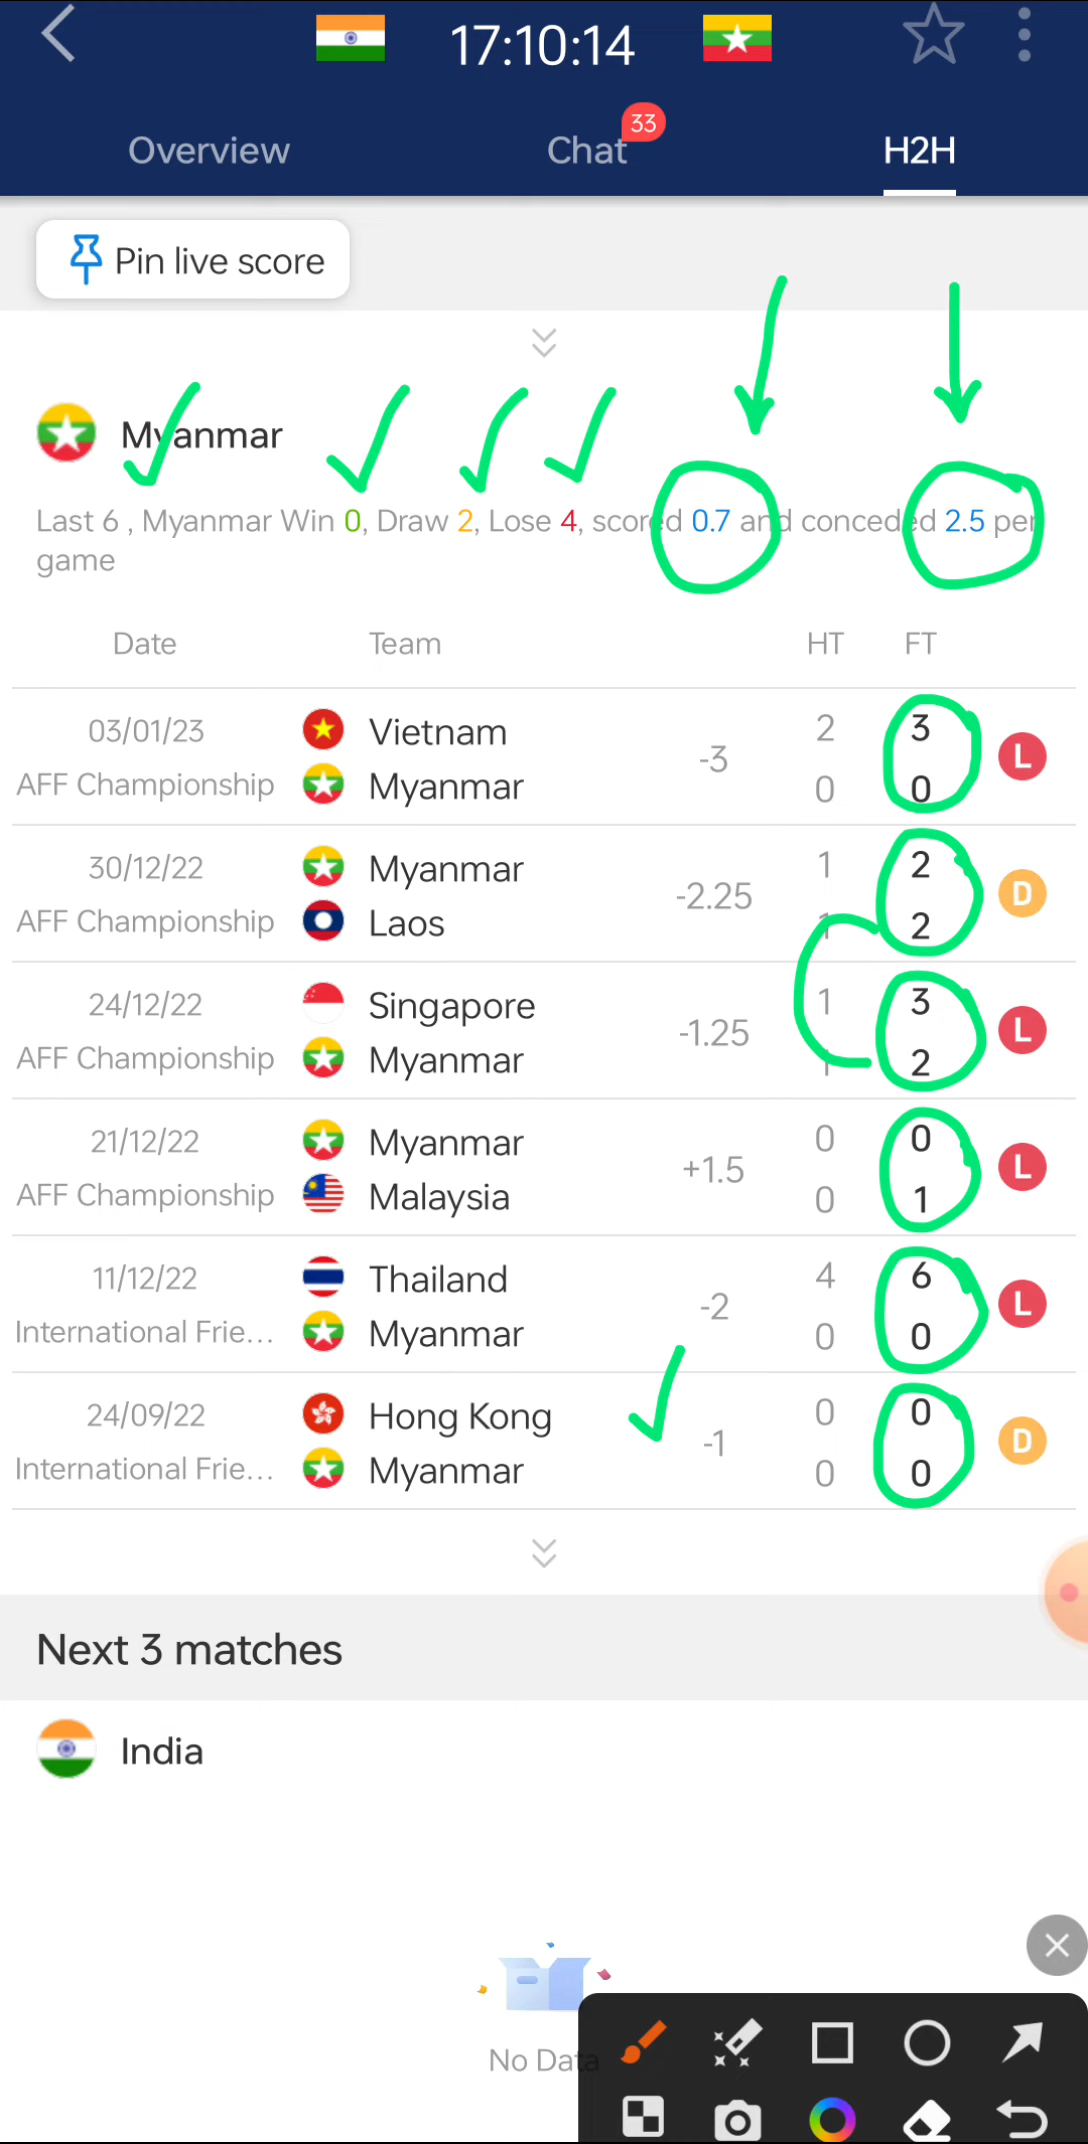 17:10:14
Overview
Chat
33
H2H
Pin live score
Myanmar
Last 6 , Myanmar Win 0, Draw 2, Lose 4, scored 0.7 and conceded 2.5 per
game
Date Team HT FT
03/01/23 Vietnam 2 3
AFF Championship Myanmar -3 0 0 L
30/12/22 Myanmar 1 2
AFF Championship Laos -2.25 1 2 D
24/12/22 Singapore 1 3
AFF Championship Myanmar -1.25 1 2 L
21/12/22 Myanmar 0 0
AFF Championship Malaysia +1.5 0 1 L
11/12/22 Thailand 4 6
International Frie... Myanmar -2 0 0 L
24/09/22 Hong Kong 0 0
International Frie... Myanmar -1 0 0 D
Next 3 matches
India
No Data